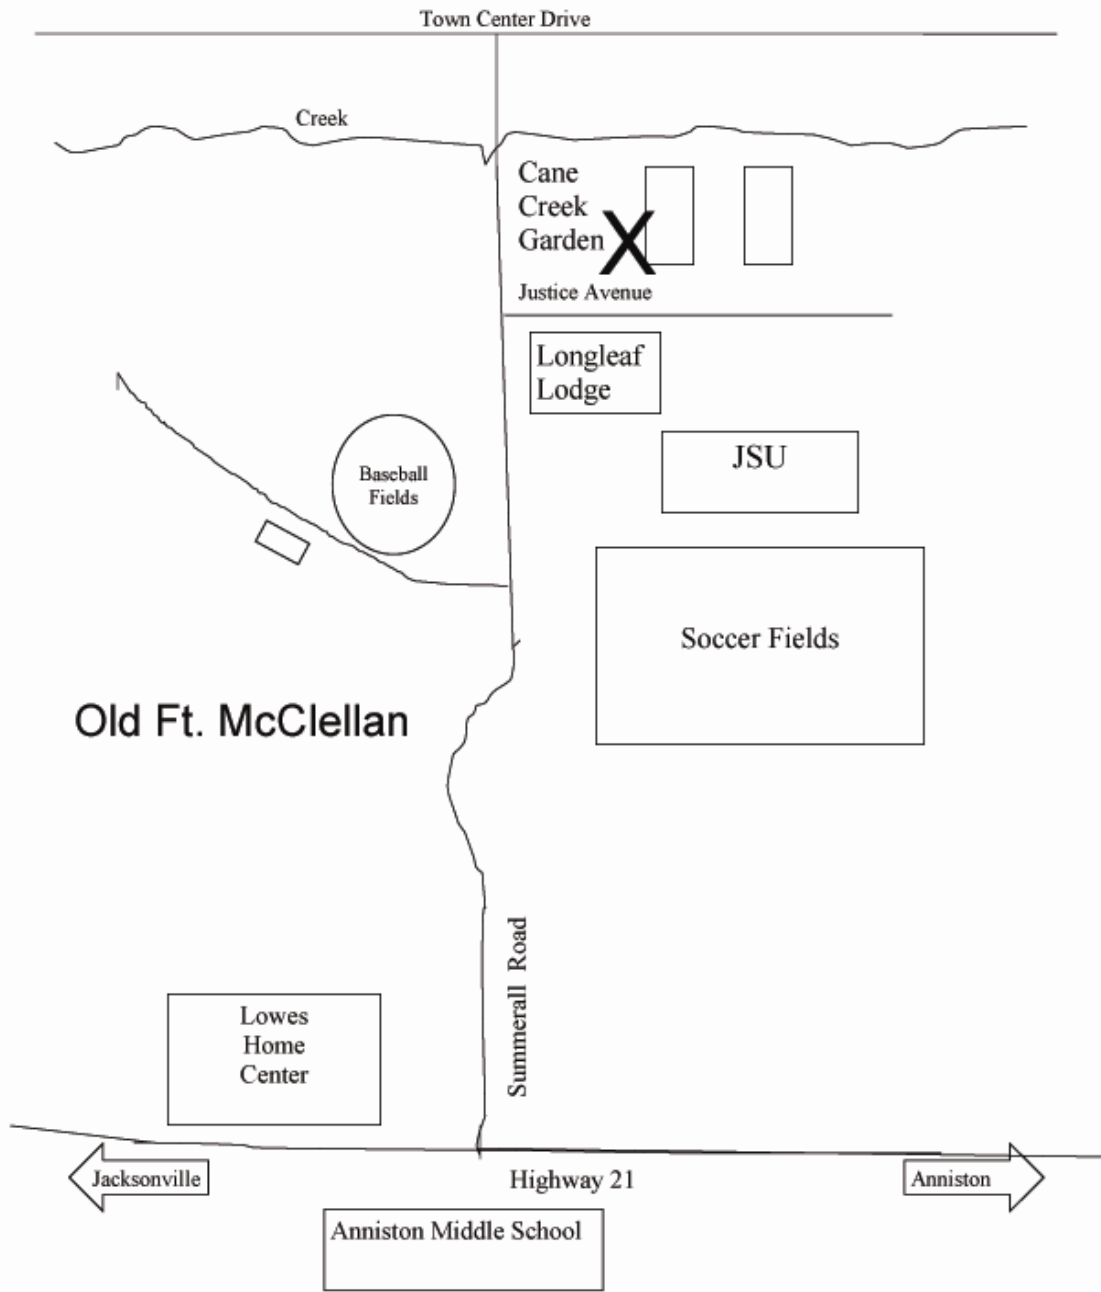 Town Center Drive
Creek
Cane
Creek
Garden
X
Justice Avenue
Longleaf
Lodge
JSU
Baseball
Fields
Soccer Fields
Old Ft. McClellan
Summerall Road
Lowes
Home
Center
Jacksonville
Highway 21
Anniston
Anniston Middle School